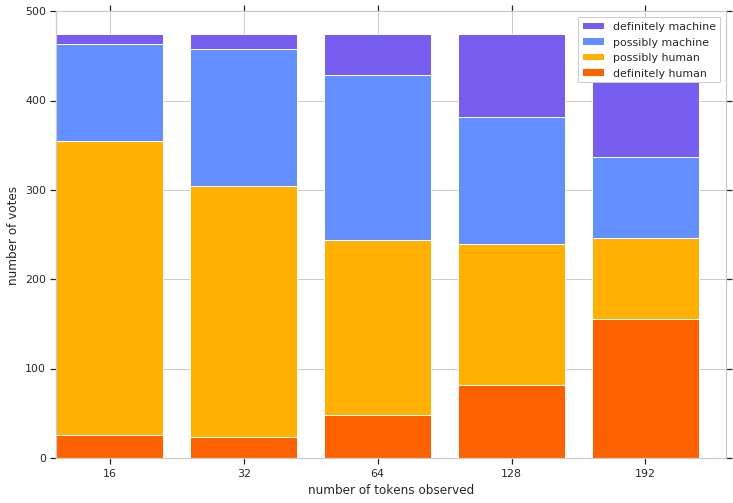 500
400
300
200
100
0
number of votes
definitely machine
possibly machine
possibly human
definitely human
16 32 64 128 192
number of tokens observed